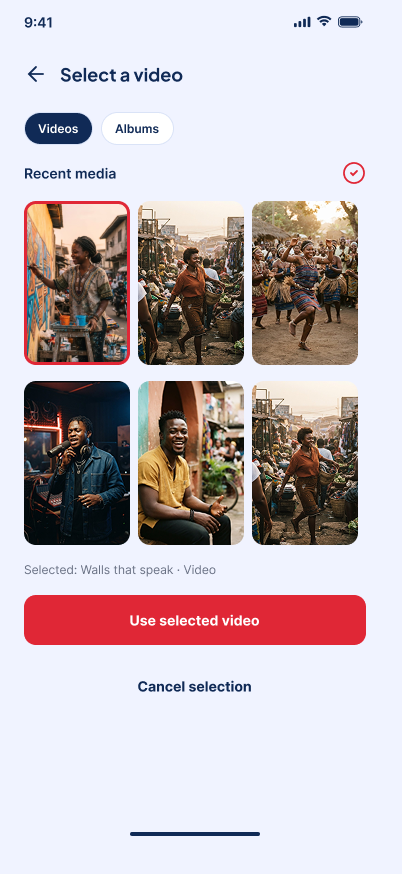 9:41
Select a video
Videos
Albums
Recent media
Selected: Walls that speak · Video
Use selected video
Cancel selection